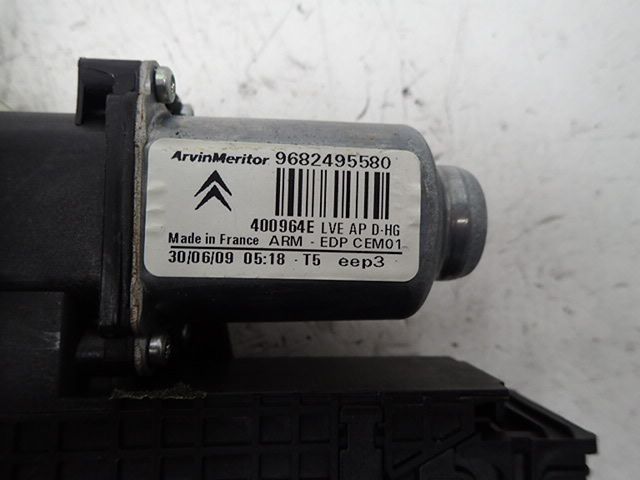 ArvinMeritor 9682495580
400964E LVE AP D-HG
Made in France ARM - EDP CEM01
30/06/09 05:18 - T5 eep3